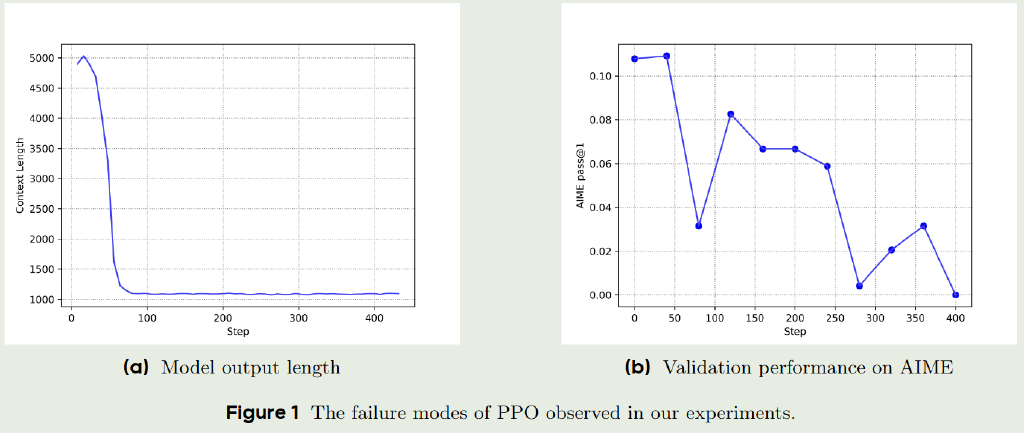 5000
4500
4000
3500
3000
2500
2000
1500
1000
Context Length
0 100 200 300 400
Step
(a) Model output length
0.10
0.08
0.06
0.04
0.02
0.00
AIME pass@1
0 50 100 150 200 250 300 350 400
Step
(b) Validation performance on AIME
Figure 1 The failure modes of PPO observed in our experiments.